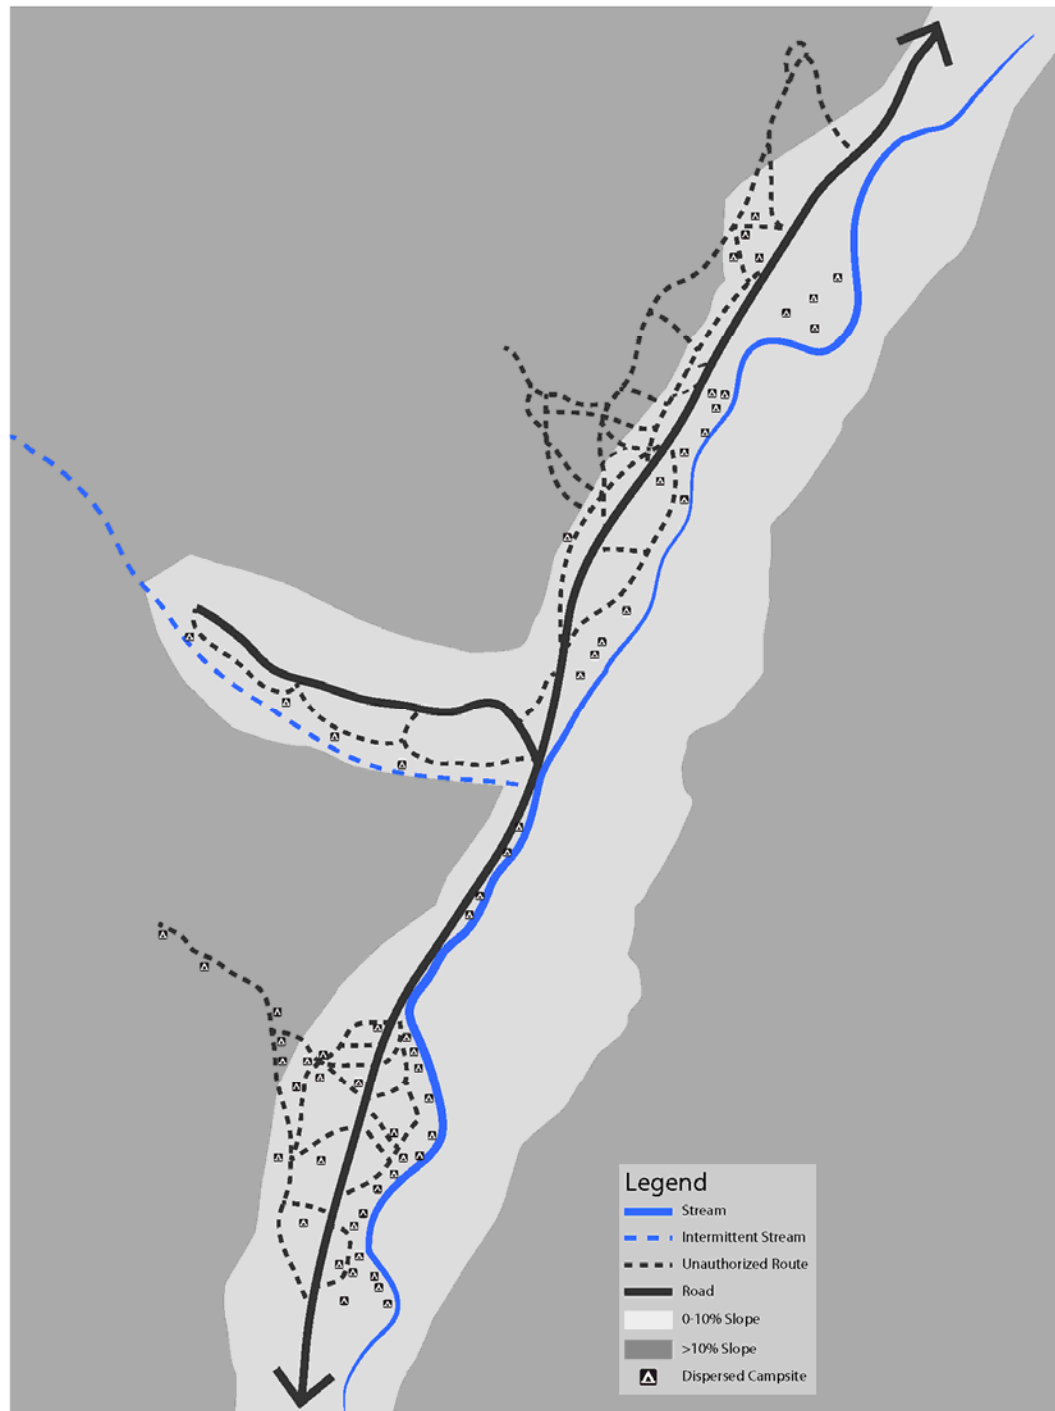 Legend
Stream
Intermittent Stream
Unauthorized Route
Road
0-10% Slope
>10% Slope
Dispersed Campsite